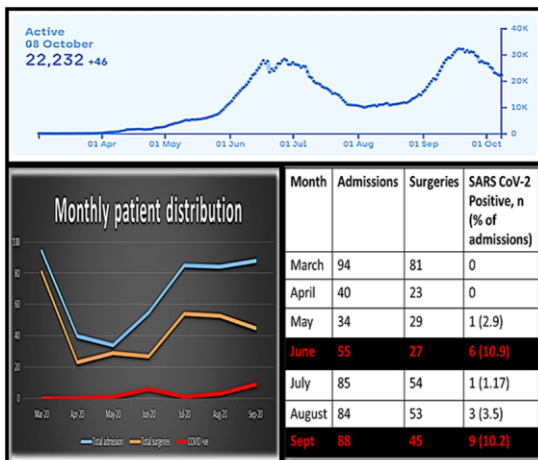 Active
08 October
22,232 +46
40K
30K
20K
10K
0
01 Apr 01 May 01 Jun 01 Jul 01 Aug 01 Sep 01 Oct
Monthly patient distribution
100
80
60
40
20
0
Mar-20 Apr-20 May-20 Jun-20 Jul-20 Aug-20 Sep-20
Total admission Total surgeries COVID +ve
Month Admissions Surgeries SARS CoV-2
Positive, n
(% of
admissions)
March 94 81 0
April 40 23 0
May 34 29 1 (2.9)
June 55 27 6 (10.9)
July 85 54 1 (1.17)
August 84 53 3 (3.5)
Sept 88 45 9 (10.2)